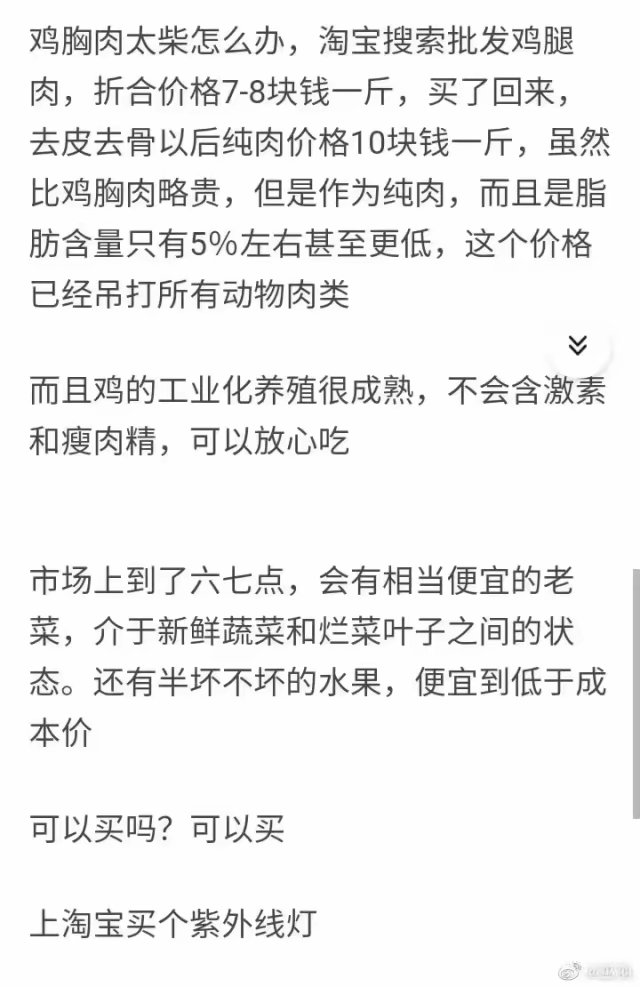 鸡胸肉太柴怎么办，淘宝搜索批发鸡腿
肉，折合价格7-8块钱一斤，买了回来，
去皮去骨以后纯肉价格10块钱一斤，虽然
比鸡胸肉略贵，但是作为纯肉，而且是脂
肪含量只有5%左右甚至更低，这个价格
已经吊打所有动物肉类
而且鸡的工业化养殖很成熟，不会含激素
和瘦肉精，可以放心吃
市场上到了六七点，会有相当便宜的老
菜，介于新鲜蔬菜和烂菜叶子之间的状
态。还有半坏不坏的水果，便宜到低于成
本价
可以买吗？可以买
上淘宝买个紫外线灯